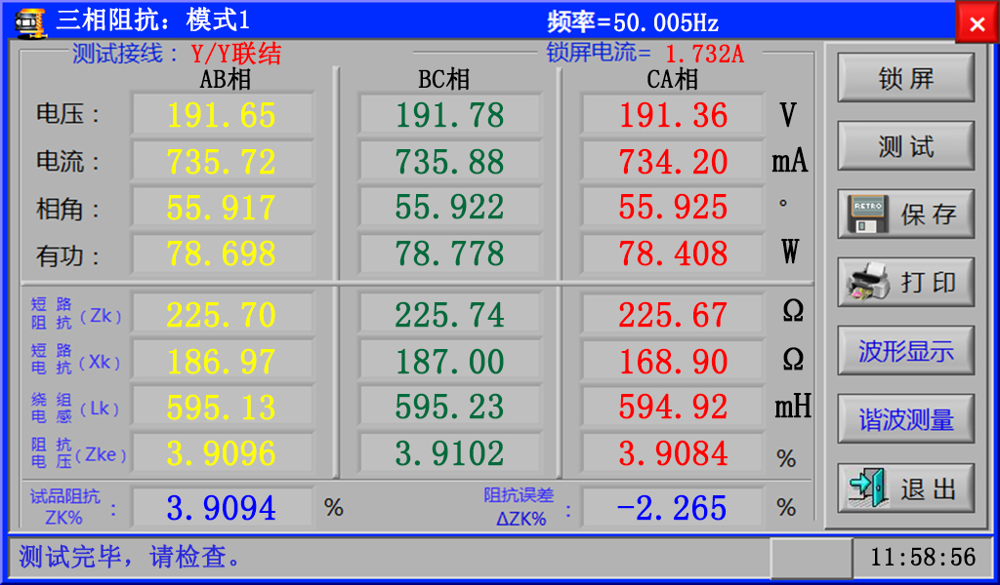 三相阻抗：模式1 频率=50.005Hz
测试接线：Y/Y联结 锁屏电流= 1.732A
AB相 BC相 CA相
电压： 191.65 191.78 191.36 V
电流： 735.72 735.88 734.20 mA
相角： 55.917 55.922 55.925 °
有功： 78.698 78.778 78.408 W
短路阻抗(Zk) 225.70 225.74 225.67 Ω
短路电抗(Xk) 186.97 187.00 168.90 Ω
绕组电感(Lk) 595.13 595.23 594.92 mH
阻抗电压(Zke) 3.9096 3.9102 3.9084 %
试品阻抗ZK%： 3.9094 % 阻抗误差ΔZK%： -2.265 %
锁屏
测试
RETRO 保存
打印
波形显示
谐波测量
退出
测试完毕，请检查。 11:58:56